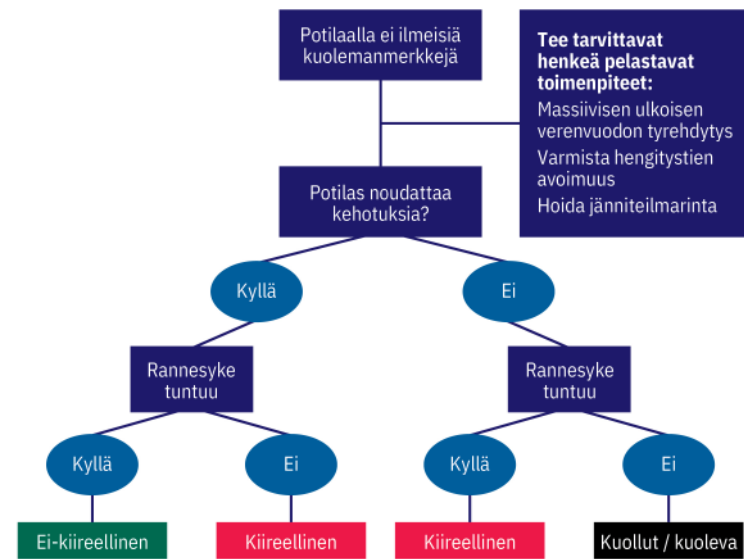 Potilaalla ei ilmeisiä
kuolemanmerkkejä
Tee tarvittavat
henkeä pelastavat
toimenpiteet:
Massiivisen ulkoisen
verenvuodon tyrehdytys
Varmista hengitystien
avoimuus
Hoida jänniteilmarinta
Potilas noudattaa
kehotuksia?
Kyllä
Ei
Rannesyke
tuntuu
Rannesyke
tuntuu
Kyllä
Ei
Kyllä
Ei
Ei-kiireellinen
Kiireellinen
Kiireellinen
Kuollut / kuoleva